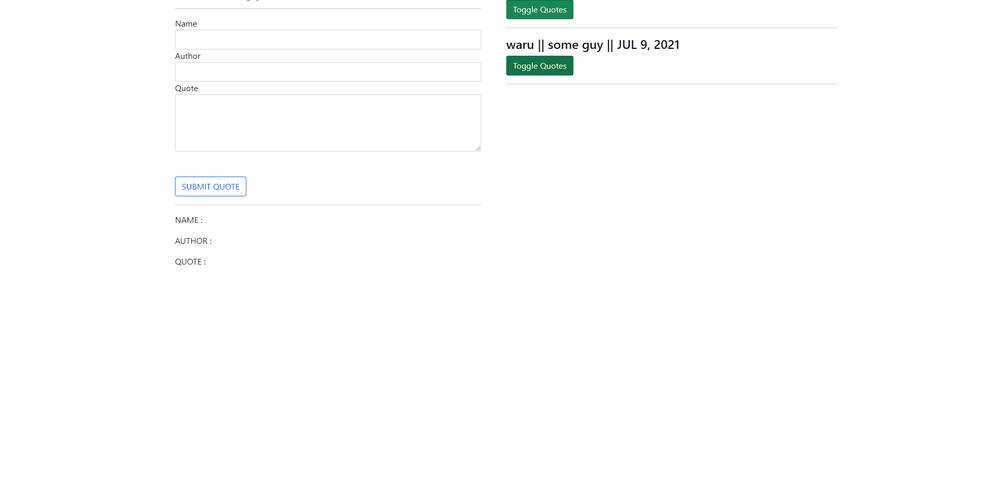 Name
Author
Quote
SUBMIT QUOTE
NAME :
AUTHOR :
QUOTE :
Toggle Quotes
waru || some guy || JUL 9, 2021
Toggle Quotes